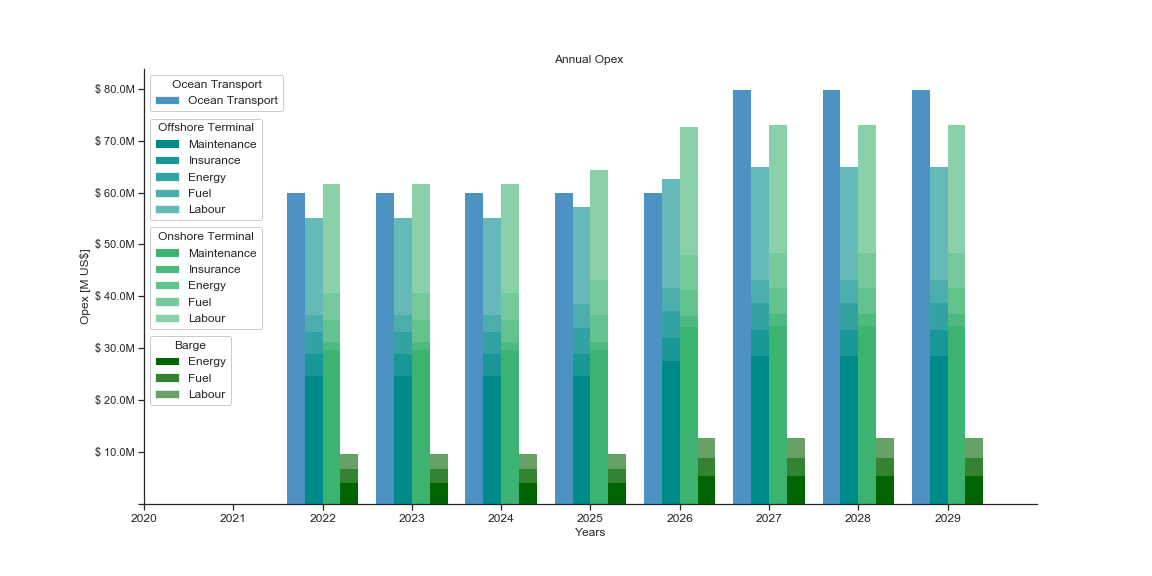 Annual Opex
Ocean Transport
Ocean Transport
Offshore Terminal
Maintenance
Insurance
Energy
Fuel
Labour
Onshore Terminal
Maintenance
Insurance
Energy
Fuel
Labour
Barge
Energy
Fuel
Labour
Opex [M US$]
$ 80.0M
$ 70.0M
$ 60.0M
$ 50.0M
$ 40.0M
$ 30.0M
$ 20.0M
$ 10.0M
2020 2021 2022 2023 2024 2025 2026 2027 2028 2029
Years